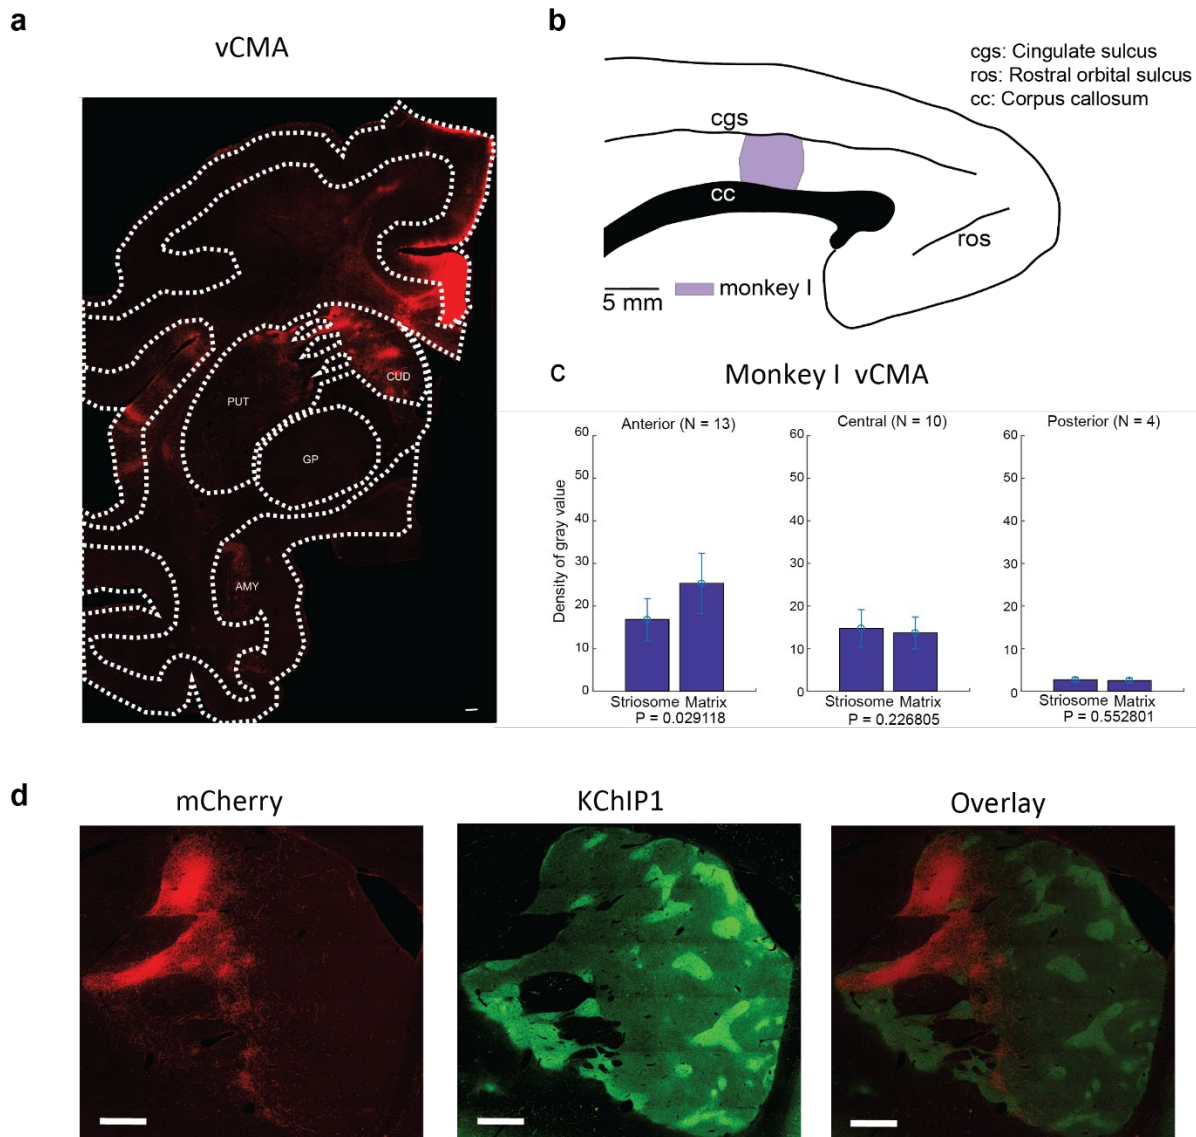 a
vCMA
PUT
CUD
GP
AMY
b
cgs: Cingulate sulcus
ros: Rostral orbital sulcus
cc: Corpus callosum
cgs
cc
ros
5 mm
monkey I
c
Monkey I vCMA
Density of gray value
Anterior (N = 13)
60
50
40
30
20
10
0
Striosome Matrix
P = 0.029118
Central (N = 10)
60
50
40
30
20
10
0
Striosome Matrix
P = 0.226805
Posterior (N = 4)
60
50
40
30
20
10
0
Striosome Matrix
P = 0.552801
d
mCherry
KChIP1
Overlay